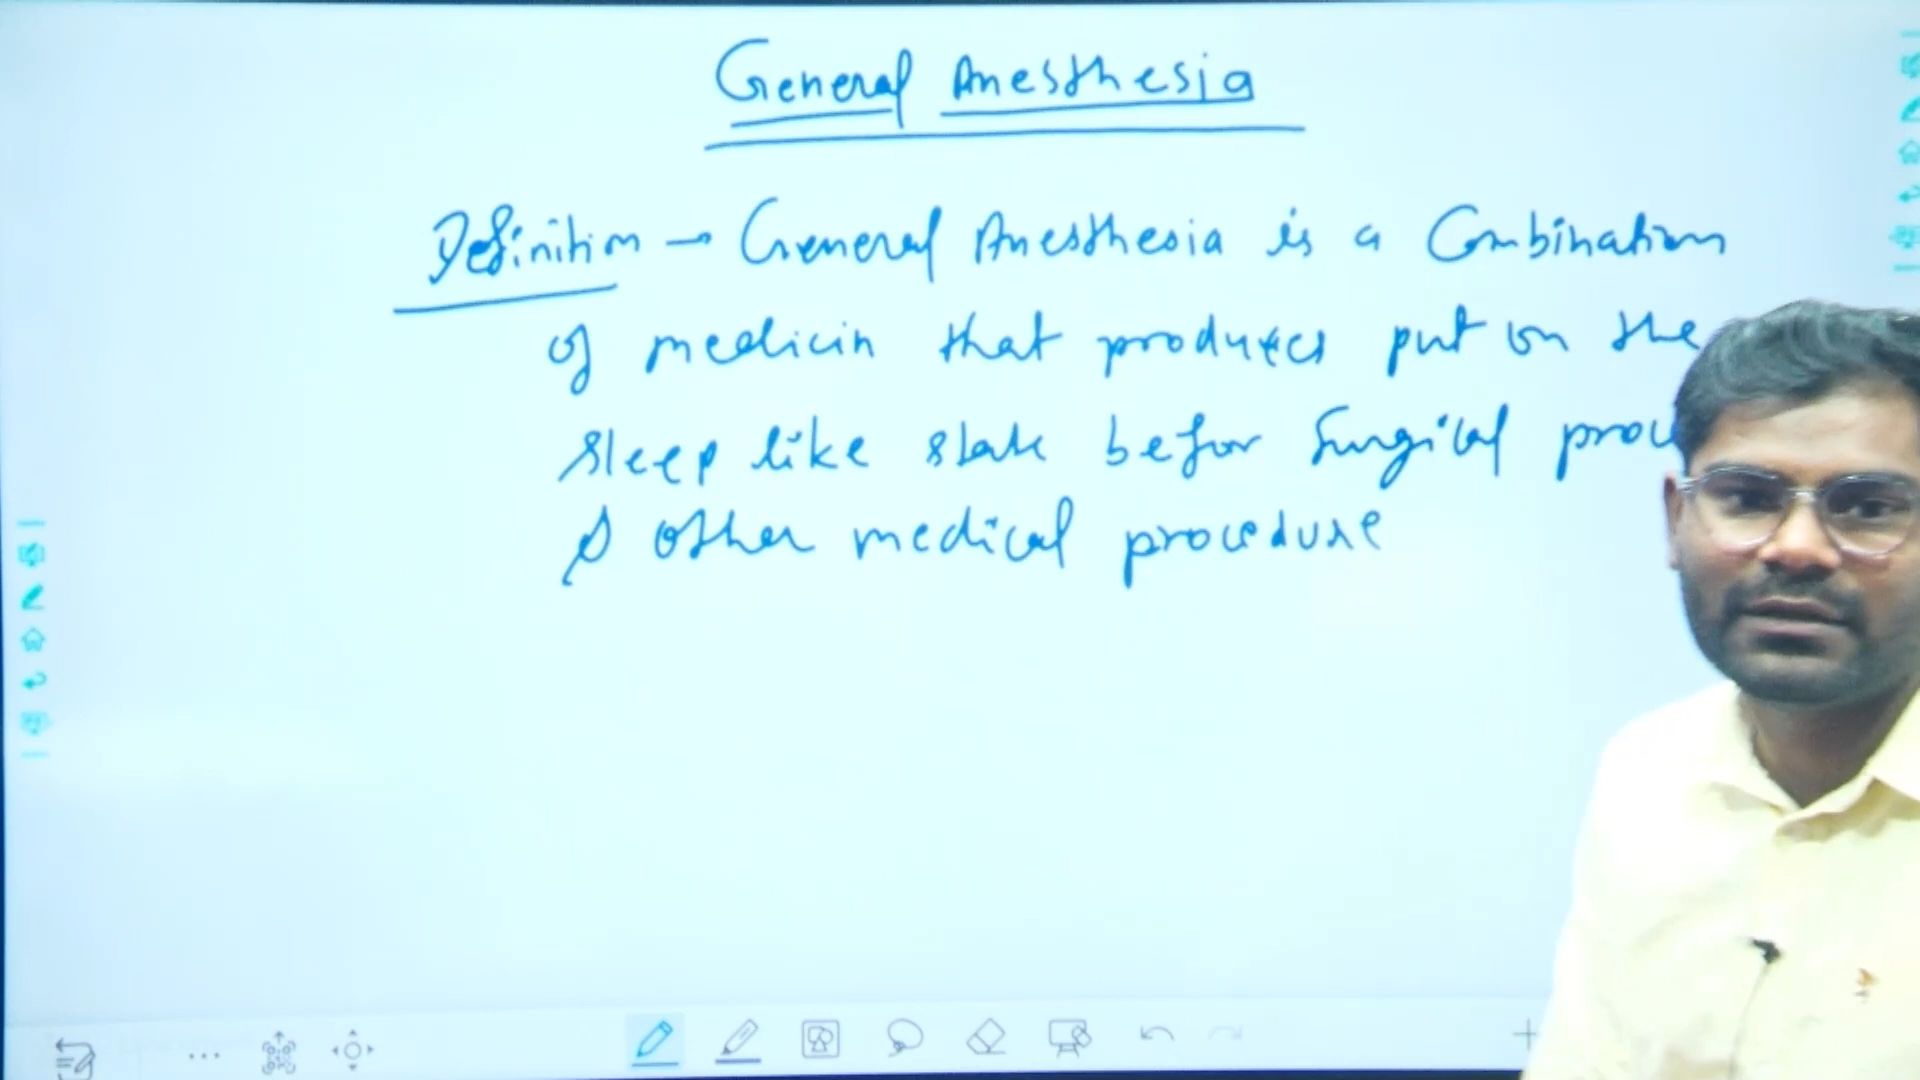 General Anesthesia
Definition → General Anesthesia is a Combination
of medicin that produces put on the
sleep like state befor Surgical
& other medical procedure